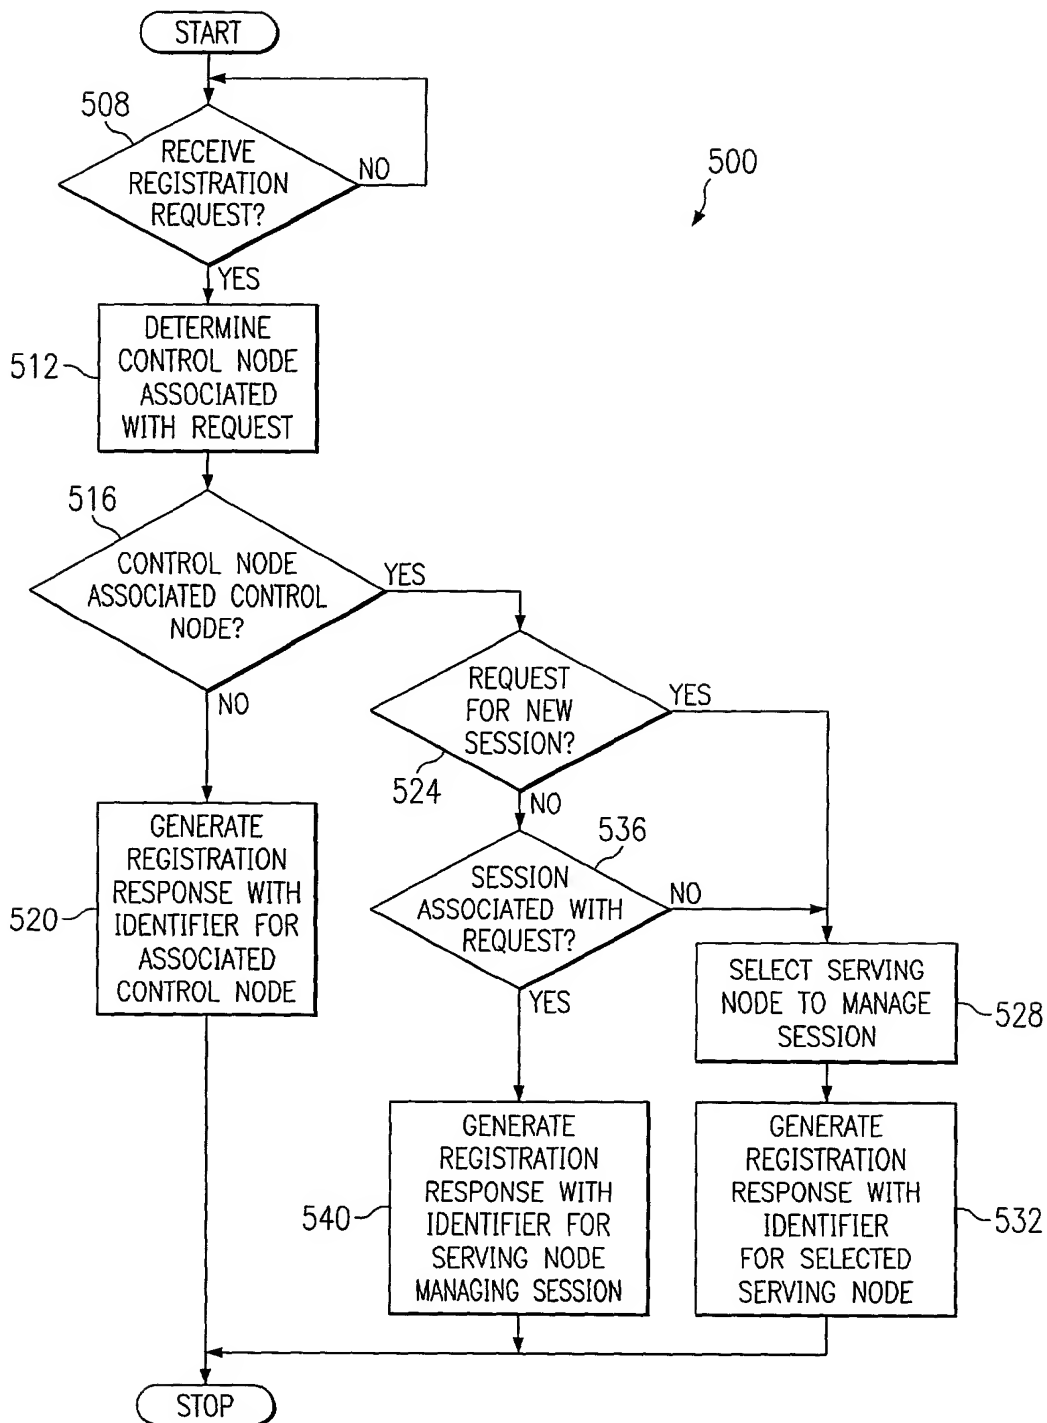 START
508
RECEIVE
REGISTRATION
REQUEST?
NO
500
YES
512
DETERMINE
CONTROL NODE
ASSOCIATED
WITH REQUEST
516
CONTROL NODE
ASSOCIATED CONTROL
NODE?
YES
NO
REQUEST
FOR NEW
SESSION?
YES
524
NO
536
SESSION
ASSOCIATED WITH
REQUEST?
NO
YES
520
GENERATE
REGISTRATION
RESPONSE WITH
IDENTIFIER FOR
ASSOCIATED
CONTROL NODE
SELECT SERVING
NODE TO MANAGE
SESSION
528
540
GENERATE
REGISTRATION
RESPONSE WITH
IDENTIFIER FOR
SERVING NODE
MANAGING SESSION
GENERATE
REGISTRATION
RESPONSE WITH
IDENTIFIER
FOR SELECTED
SERVING NODE
532
STOP